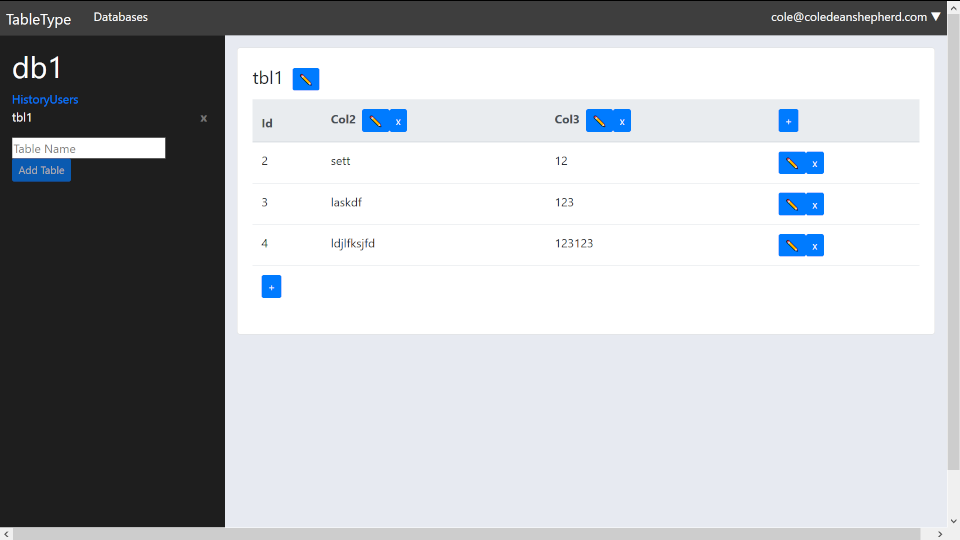 TableType Databases cole@coledeanshepherd.com ▼
db1
HistoryUsers
tbl1 x
Table Name
Add Table
tbl1
Id Col2 x Col3 x +
2 sett 12 x
3 laskdf 123 x
4 ldjlfksjfd 123123 x
+